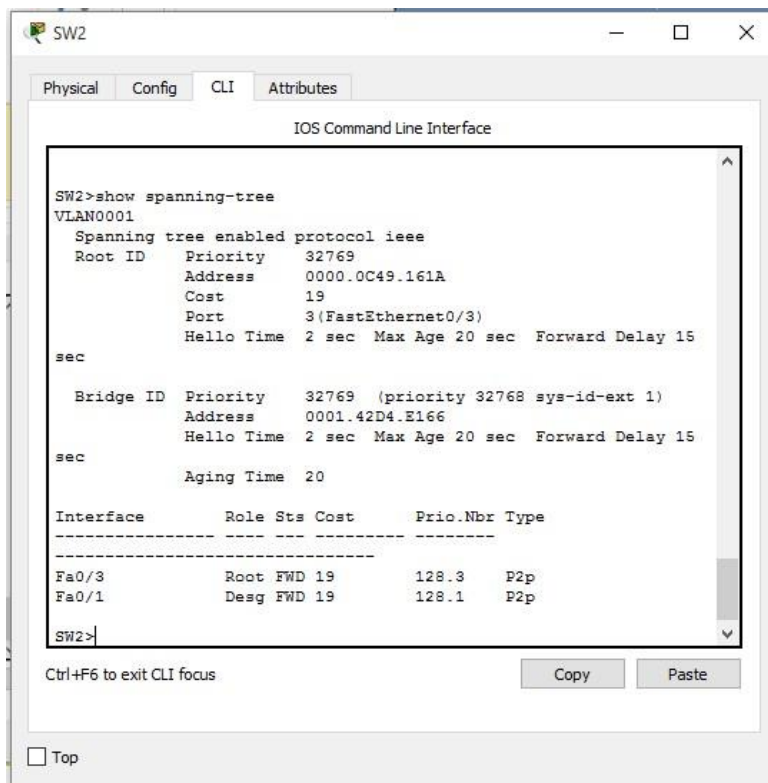 SW2
Physical Config CLI Attributes
IOS Command Line Interface
SW2>show spanning-tree
VLAN0001
Spanning tree enabled protocol ieee
Root ID Priority 32769
Address 0000.0C49.161A
Cost 19
Port 3(FastEthernet0/3)
Hello Time 2 sec Max Age 20 sec Forward Delay 15
sec
Bridge ID Priority 32769 (priority 32768 sys-id-ext 1)
Address 0001.42D4.E166
Hello Time 2 sec Max Age 20 sec Forward Delay 15
sec
Aging Time 20
Interface Role Sts Cost Prio.Nbr Type
---------------- ---- --- --------- --------
--------------------------------
Fa0/3 Root FWD 19 128.3 P2p
Fa0/1 Desg FWD 19 128.1 P2p
SW2>
Ctrl+F6 to exit CLI focus
Copy Paste
Top